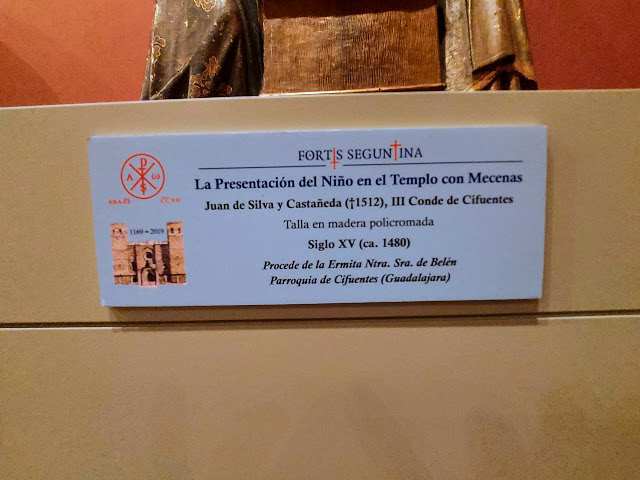 FORTIS SEGUNTINA
La Presentación del Niño en el Templo con Mecenas
Juan de Silva y Castañeda (†1512), III Conde de Cifuentes
Talla en madera policromada
Siglo XV (ca. 1480)
Procede de la Ermita Ntra. Sra. de Belén
Parroquia de Cifuentes (Guadalajara)
A ω
S
1169 ~ 2019